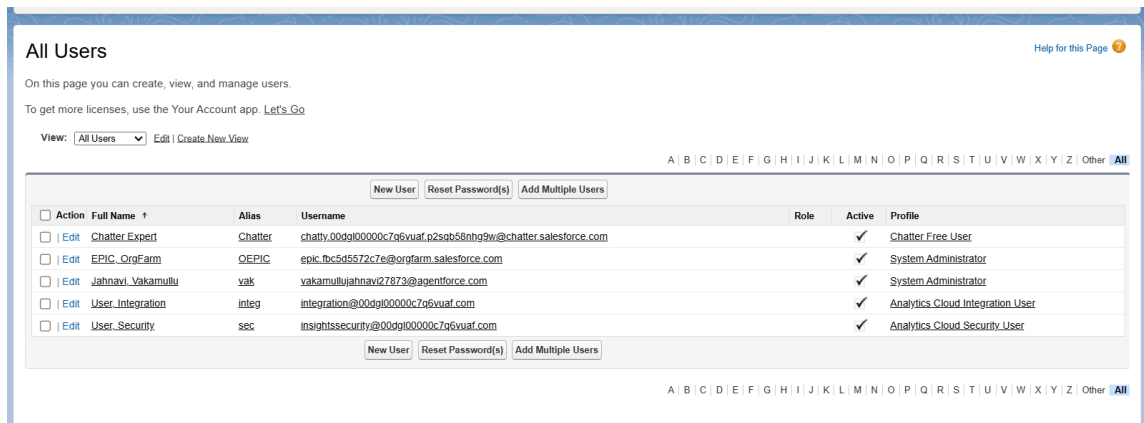 All Users
Help for this Page
On this page you can create, view, and manage users.
To get more licenses, use the Your Account app. Let's Go
View: All Users Edit | Create New View
A | B | C | D | E | F | G | H | I | J | K | L | M | N | O | P | Q | R | S | T | U | V | W | X | Y | Z | Other All
New User Reset Password(s) Add Multiple Users
Action Full Name ↑ Alias Username Role Active Profile
| Edit Chatter Expert Chatter chatty.00dgl00000c7q6vuaf.p2sqb58nhg9w@chatter.salesforce.com Chatter Free User
| Edit EPIC, OrgFarm OEPIC epic.fbc5d5572c7e@orgfarm.salesforce.com System Administrator
| Edit Jahnavi, Vakamullu vak vakamullujahnavi27873@agentforce.com System Administrator
| Edit User, Integration integ integration@00dgl00000c7q6vuaf.com Analytics Cloud Integration User
| Edit User, Security sec insightssecurity@00dgl00000c7q6vuaf.com Analytics Cloud Security User
New User Reset Password(s) Add Multiple Users
A | B | C | D | E | F | G | H | I | J | K | L | M | N | O | P | Q | R | S | T | U | V | W | X | Y | Z | Other All